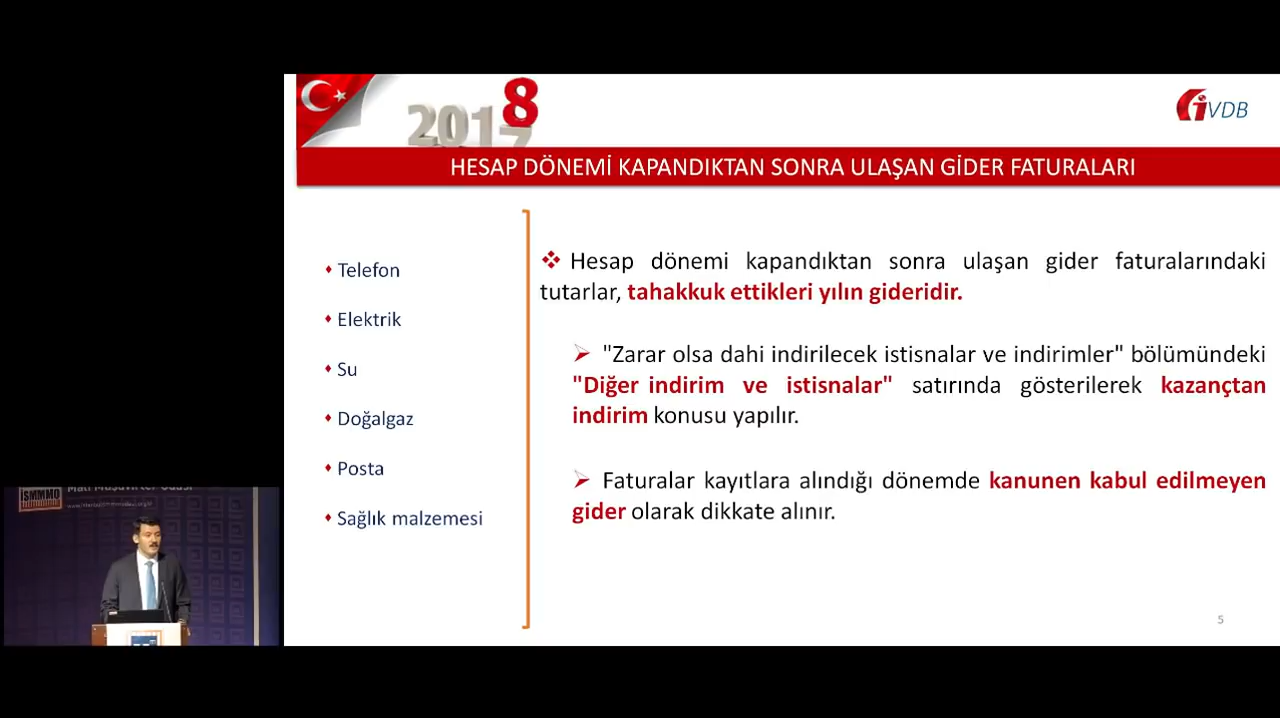 2017
8
VDB
HESAP DÖNEMİ KAPANDIKTAN SONRA ULAŞAN GİDER FATURALARI
Telefon
Elektrik
Su
Doğalgaz
Posta
Sağlık malzemesi
Hesap dönemi kapandıktan sonra ulaşan gider faturalarındaki
tutarlar, tahakkuk ettikleri yılın gideridir.
"Zarar olsa dahi indirilecek istisnalar ve indirimler" bölümündeki
"Diğer indirim ve istisnalar" satırında gösterilerek kazançtan
indirim konusu yapılır.
Faturalar kayıtlara alındığı dönemde kanunen kabul edilmeyen
gider olarak dikkate alınır.
5
İSMMMO
Mali Müşavirler Odası